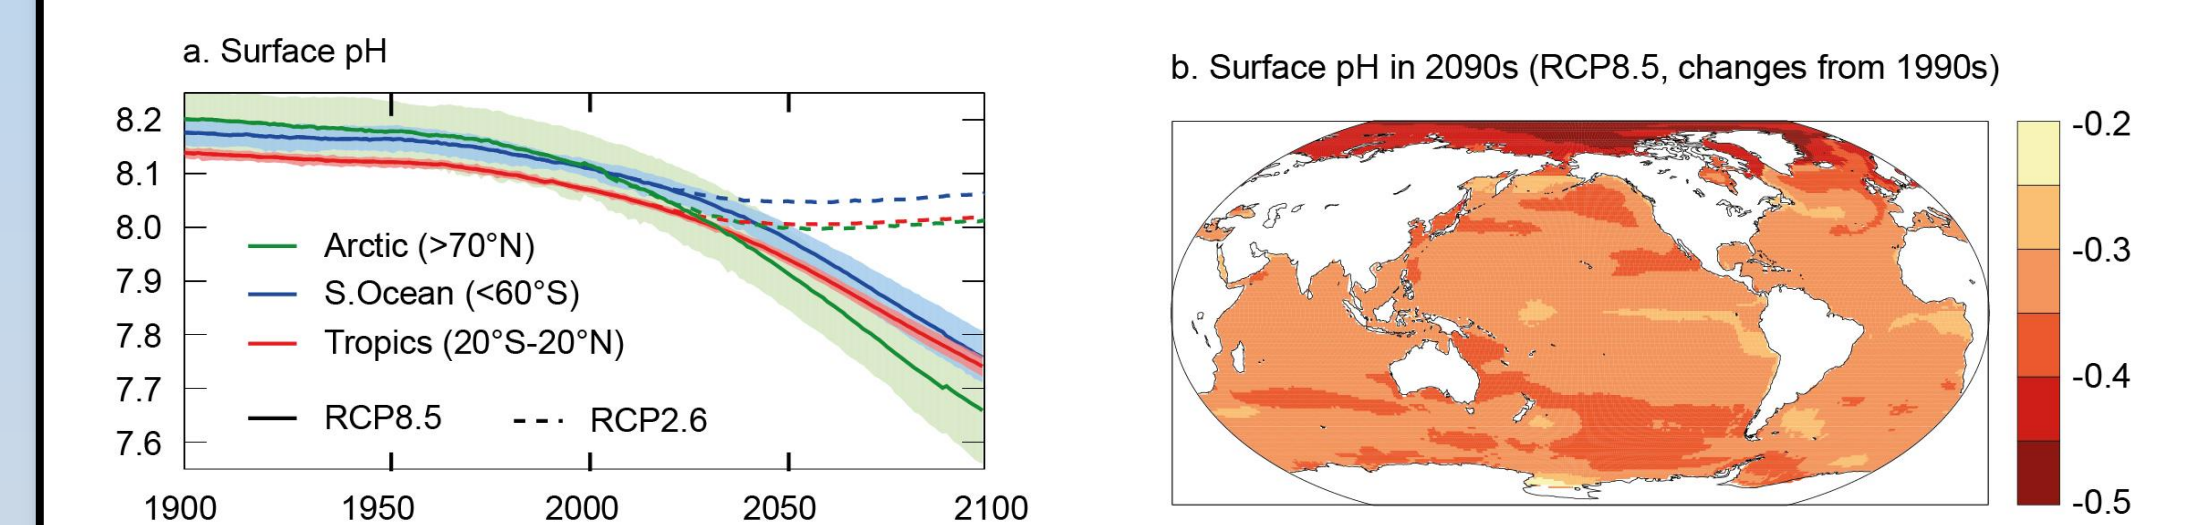 a. Surface pH
8.2
8.1
8.0
7.9
7.8
7.7
7.6
Arctic (>70°N)
S.Ocean (<60°S)
Tropics (20°S-20°N)
RCP8.5
RCP2.6
1900 1950 2000 2050 2100
b. Surface pH in 2090s (RCP8.5, changes from 1990s)
-0.2
-0.3
-0.4
-0.5